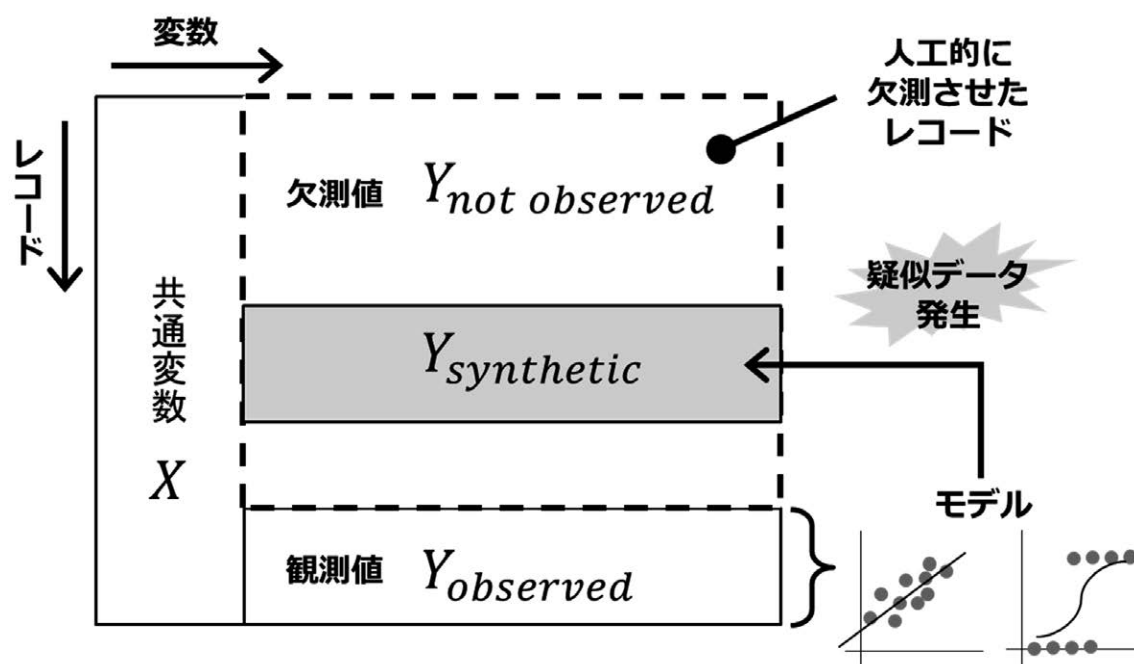 変数
人工的に
欠測させた
レコード
レコード
欠測値 Y_{not observed}
疑似データ
発生
共通変数
X
Y_{synthetic}
モデル
観測値 Y_{observed}